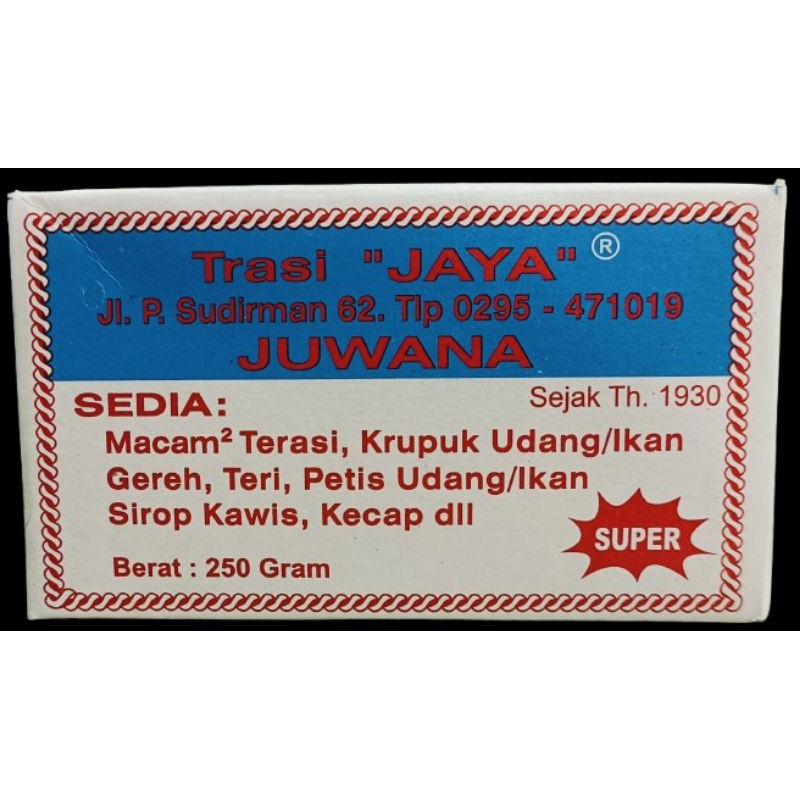 Trasi "JAYA" ®
Jl. P. Sudirman 62. Tlp 0295 - 471019
JUWANA
Sejak Th. 1930
SEDIA:
Macam² Terasi, Krupuk Udang/Ikan
Gereh, Teri, Petis Udang/Ikan
Sirop Kawis, Kecap dll
SUPER
Berat : 250 Gram